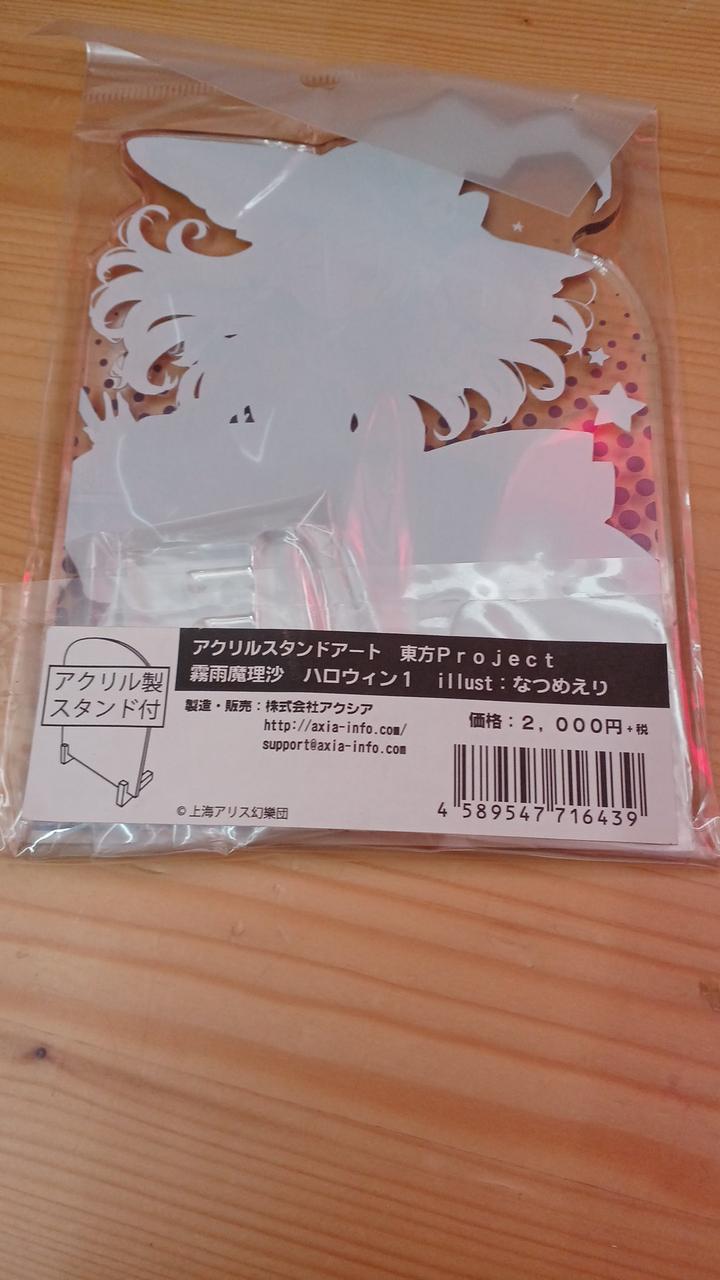 アクリル製
スタンド付
アクリルスタンドアート　東方Project
霧雨魔理沙　ハロウィン1　illust：なつめえり
製造・販売：株式会社アクシア
http://axia-info.com/
support@axia-info.com
価格：2,000円+税
4 589547 716439
©上海アリス幻樂団